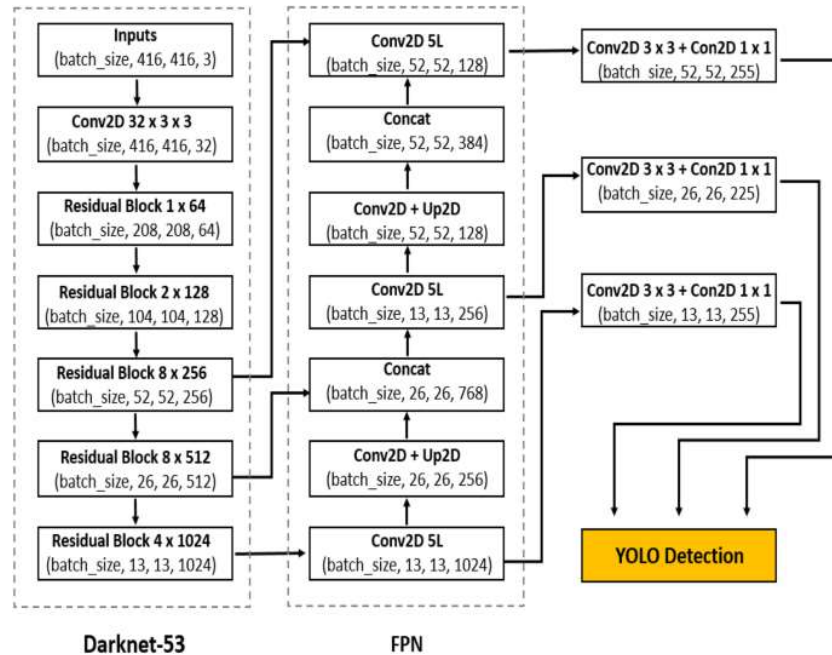 Inputs
(batch_size, 416, 416, 3)
Conv2D 32 x 3 x 3
(batch_size, 416, 416, 32)
Residual Block 1 x 64
(batch_size, 208, 208, 64)
Residual Block 2 x 128
(batch_size, 104, 104, 128)
Residual Block 8 x 256
(batch_size, 52, 52, 256)
Residual Block 8 x 512
(batch_size, 26, 26, 512)
Residual Block 4 x 1024
(batch_size, 13, 13, 1024)
Darknet-53
Conv2D 5L
(batch_size, 52, 52, 128)
Concat
(batch_size, 52, 52, 384)
Conv2D + Up2D
(batch_size, 52, 52, 128)
Conv2D 5L
(batch_size, 13, 13, 256)
Concat
(batch_size, 26, 26, 768)
Conv2D + Up2D
(batch_size, 26, 26, 256)
Conv2D 5L
(batch_size, 13, 13, 1024)
FPN
Conv2D 3 x 3 + Con2D 1 x 1
(batch_size, 52, 52, 255)
Conv2D 3 x 3 + Con2D 1 x 1
(batch_size, 26, 26, 225)
Conv2D 3 x 3 + Con2D 1 x 1
(batch_size, 13, 13, 255)
YOLO Detection